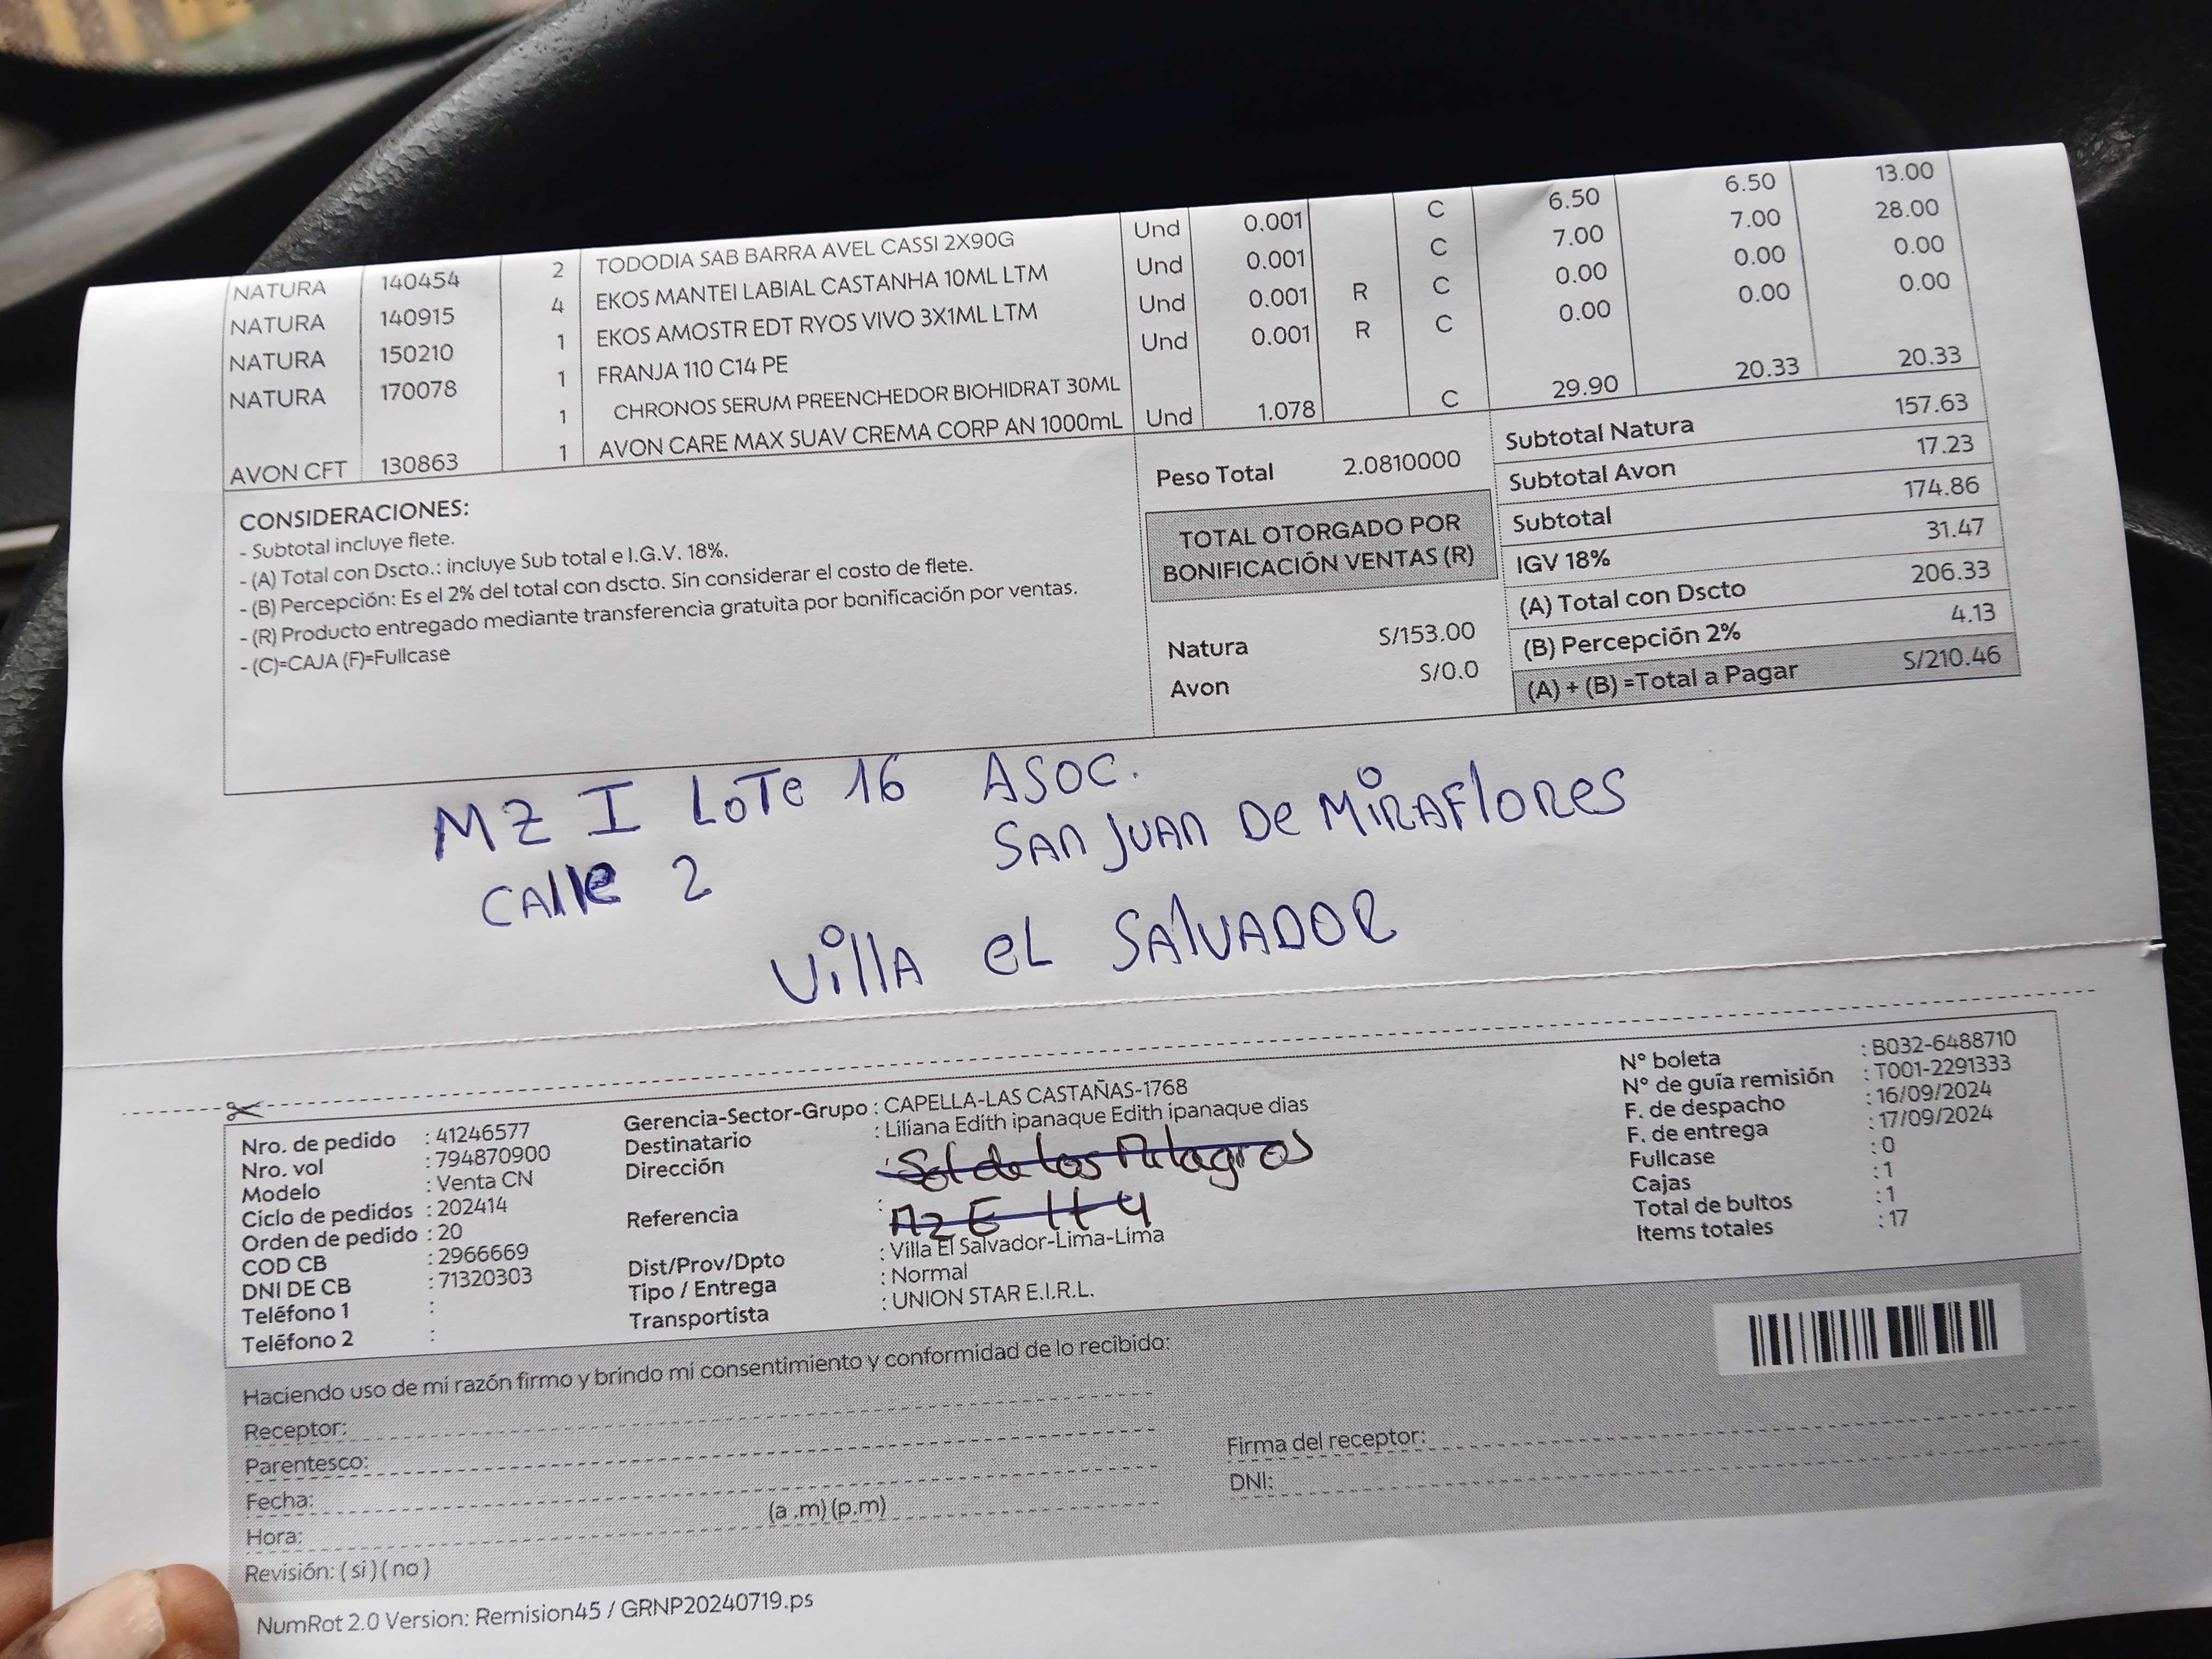 NATURA 140454 2 TODODIA SAB BARRA AVEL CASSI 2X90G Und 0.001 C 6.50 6.50 13.00
NATURA 140915 4 EKOS MANTEI LABIAL CASTANHA 10ML LTM Und 0.001 C 7.00 7.00 28.00
NATURA 150210 1 EKOS AMOSTR EDT RYOS VIVO 3X1ML LTM Und 0.001 R C 0.00 0.00 0.00
NATURA 170078 1 FRANJA 110 C14 PE Und 0.001 R C 0.00 0.00 0.00
1 CHRONOS SERUM PREENCHEDOR BIOHIDRAT 30ML
AVON CFT 130863 1 AVON CARE MAX SUAV CREMA CORP AN 1000mL Und 1.078 C 29.90 20.33 20.33
CONSIDERACIONES:
- Subtotal incluye flete.
- (A) Total con Dscto.: incluye Sub total e I.G.V. 18%.
- (B) Percepción: Es el 2% del total con dscto. Sin considerar el costo de flete.
- (R) Producto entregado mediante transferencia gratuita por bonificación por ventas.
- (C)=CAJA (F)=Fullcase
Peso Total 2.0810000
TOTAL OTORGADO POR
BONIFICACIÓN VENTAS (R)
Natura S/153.00
Avon S/0.0
Subtotal Natura 157.63
Subtotal Avon 17.23
Subtotal 174.86
IGV 18% 31.47
(A) Total con Dscto 206.33
(B) Percepción 2% 4.13
(A) + (B) =Total a Pagar S/210.46
MZ I LOTE 16 ASOC.
CALLE 2 SAN JUAN DE MIRAFLORES
VILLA EL SALVADOR
Nro. de pedido : 41246577
Nro. vol : 794870900
Modelo : Venta CN
Ciclo de pedidos : 202414
Orden de pedido : 20
COD CB : 2966669
DNI DE CB : 71320303
Teléfono 1 :
Teléfono 2 :
Gerencia-Sector-Grupo : CAPELLA-LAS CASTAÑAS-1768
Destinatario : Liliana Edith ipanaque Edith ipanaque dias
Dirección : Sol de los Milagros
Referencia : Mz E lt 4
Dist/Prov/Dpto : Villa El Salvador-Lima-Lima
Tipo / Entrega : Normal
Transportista : UNION STAR E.I.R.L.
N° boleta : B032-6488710
N° de guía remisión : T001-2291333
F. de despacho : 16/09/2024
F. de entrega : 17/09/2024
Fullcase : 0
Cajas : 1
Total de bultos : 1
Items totales : 17
Haciendo uso de mi razón firmo y brindo mi consentimiento y conformidad de lo recibido:
Receptor:
Parentesco:
Fecha:
Hora: (a .m) (p.m)
Revisión: ( si ) ( no )
Firma del receptor:
DNI:
NumRot 2.0 Version: Remision45 / GRNP20240719.ps